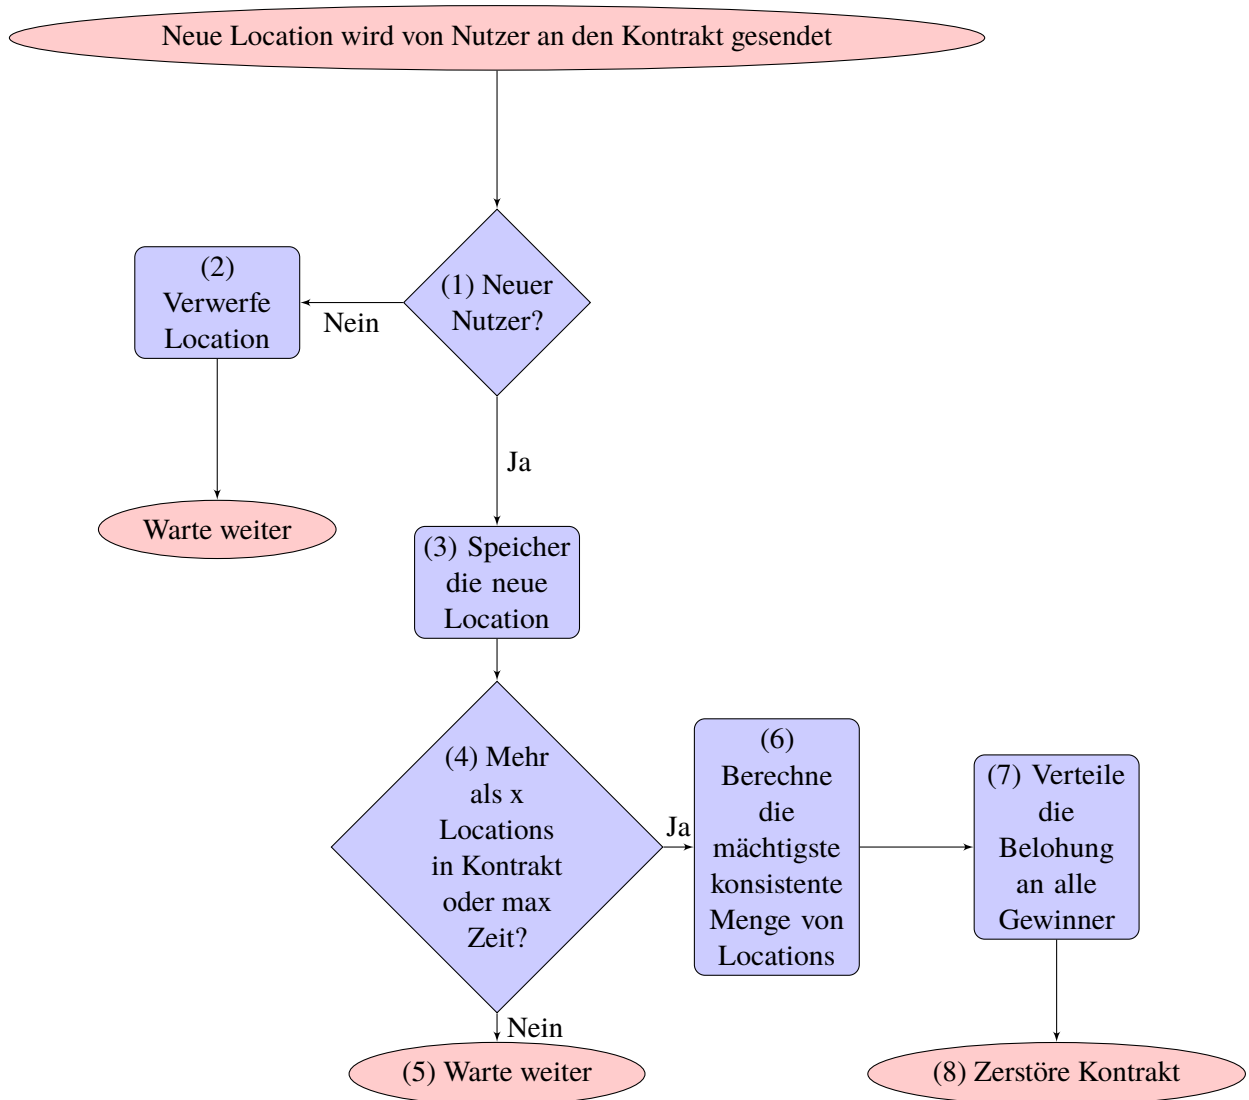 Neue Location wird von Nutzer an den Kontrakt gesendet
(1) Neuer
Nutzer?
Nein
(2)
Verwerfe
Location
Warte weiter
Ja
(3) Speicher
die neue
Location
(4) Mehr
als x
Locations
in Kontrakt
oder max
Zeit?
Nein
(5) Warte weiter
Ja
(6)
Berechne
die
mächtigste
konsistente
Menge von
Locations
(7) Verteile
die
Belohung
an alle
Gewinner
(8) Zerstöre Kontrakt